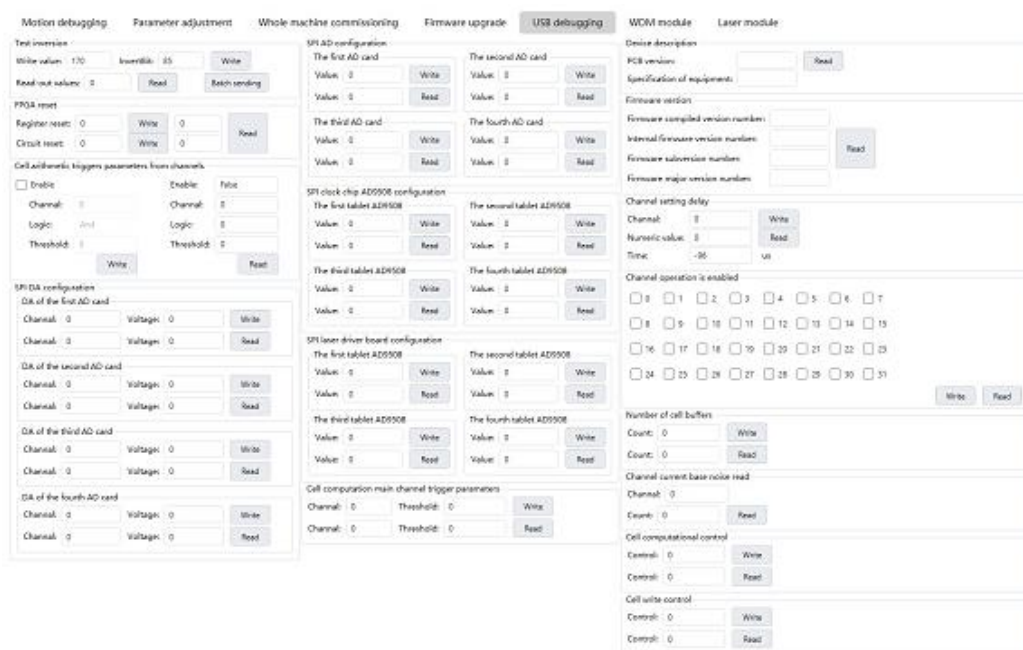 Motion debugging Parameter adjustment Whole machine commissioning Firmware upgrade USB debugging WDM module Laser module
Test inversion
Write value: 170 InvertBit: 85 Write
Read out values: 0 Read Batch sending
FPGA reset
Register reset: 0 Write 0
Circuit reset: 0 Write 0
Read
Cell arithmetic triggers parameters from channels
Enable Enable: False
Channel: 0 Channel: 0
Logic: And Logic: 0
Threshold: 0 Threshold: 0
Write Read
SPI DA configuration
DA of the first AD card
Channel: 0 Voltage: 0 Write
Channel: 0 Voltage: 0 Read
DA of the second AD card
Channel: 0 Voltage: 0 Write
Channel: 0 Voltage: 0 Read
DA of the third AD card
Channel: 0 Voltage: 0 Write
Channel: 0 Voltage: 0 Read
DA of the fourth AD card
Channel: 0 Voltage: 0 Write
Channel: 0 Voltage: 0 Read
SPI AD configuration
The first AD card The second AD card
Value: 0 Write Value: 0 Write
Value: 0 Read Value: 0 Read
The third AD card The fourth AD card
Value: 0 Write Value: 0 Write
Value: 0 Read Value: 0 Read
SPI clock chip AD9508 configuration
The first tablet AD9508 The second tablet AD9508
Value: 0 Write Value: 0 Write
Value: 0 Read Value: 0 Read
The third tablet AD9508 The fourth tablet AD9508
Value: 0 Write Value: 0 Write
Value: 0 Read Value: 0 Read
SPI laser driver board configuration
The first tablet AD9508 The second tablet AD9508
Value: 0 Write Value: 0 Write
Value: 0 Read Value: 0 Read
The third tablet AD9508 The fourth tablet AD9508
Value: 0 Write Value: 0 Write
Value: 0 Read Value: 0 Read
Cell computation main channel trigger parameters
Channel: 0 Threshold: 0 Write
Channel: 0 Threshold: 0 Read
Device description
PCB version: Read
Specification of equipment:
Firmware version
Firmware compiled version number:
Internal firmware version number:
Firmware subversion number:
Firmware major version number:
Read
Channel setting delay
Channel: 0 Write
Numeric value: 0 Read
Time: -96 us
Channel operation is enabled
0 1 2 3 4 5 6 7
8 9 10 11 12 13 14 15
16 17 18 19 20 21 22 23
24 25 26 27 28 29 30 31
Write Read
Number of cell buffers
Count: 0 Write
Count: 0 Read
Channel current base noise read
Channel: 0
Count: 0 Read
Cell computational control
Control: 0 Write
Control: 0 Read
Cell write control
Control: 0 Write
Control: 0 Read